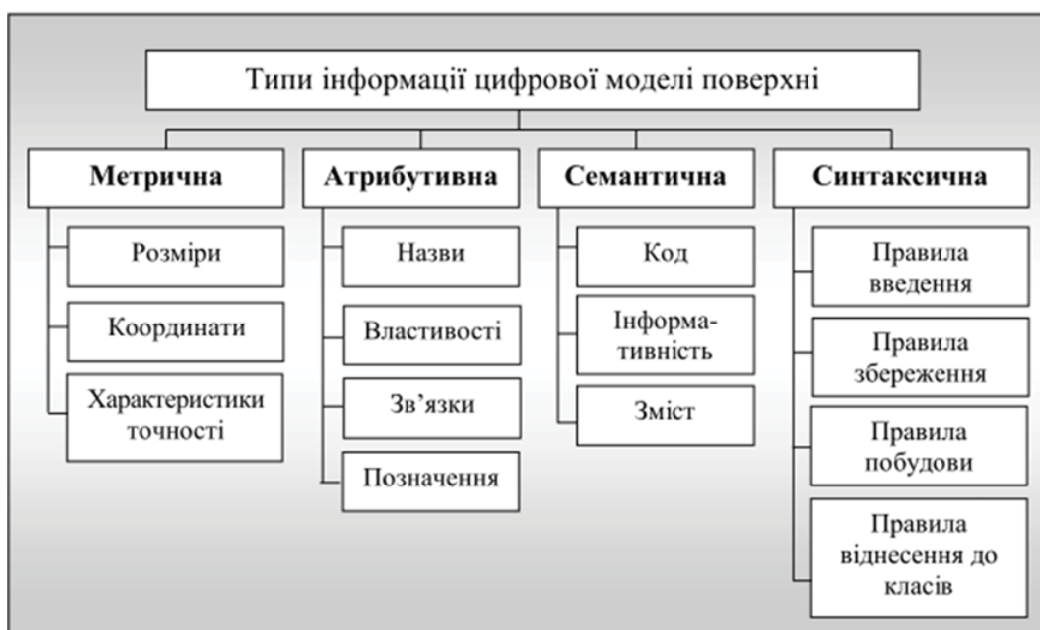 Типи інформації цифрової моделі поверхні
Метрична
Розміри
Координати
Характеристики
точності
Атрибутивна
Назви
Властивості
Зв’язки
Позначення
Семантична
Код
Інформа-
тивність
Зміст
Синтаксична
Правила
введення
Правила
збереження
Правила
побудови
Правила
віднесення до
класів